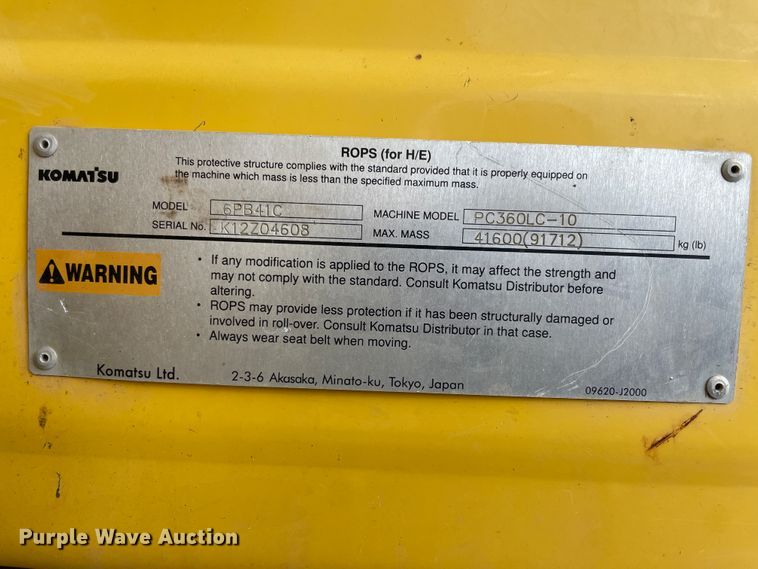 ROPS (for H/E)
KOMATSU
This protective structure complies with the standard provided that it is properly equipped on
the machine which mass is less than the specified maximum mass.
MODEL 6PB41C MACHINE MODEL PC360LC-10
SERIAL No. K12Z04608 MAX. MASS 41600(91712) kg (lb)
WARNING
• If any modification is applied to the ROPS, it may affect the strength and
may not comply with the standard. Consult Komatsu Distributor before
altering.
• ROPS may provide less protection if it has been structurally damaged or
involved in roll-over. Consult Komatsu Distributor in that case.
• Always wear seat belt when moving.
Komatsu Ltd. 2-3-6 Akasaka, Minato-ku, Tokyo, Japan 09620-J2000
Purple Wave Auction